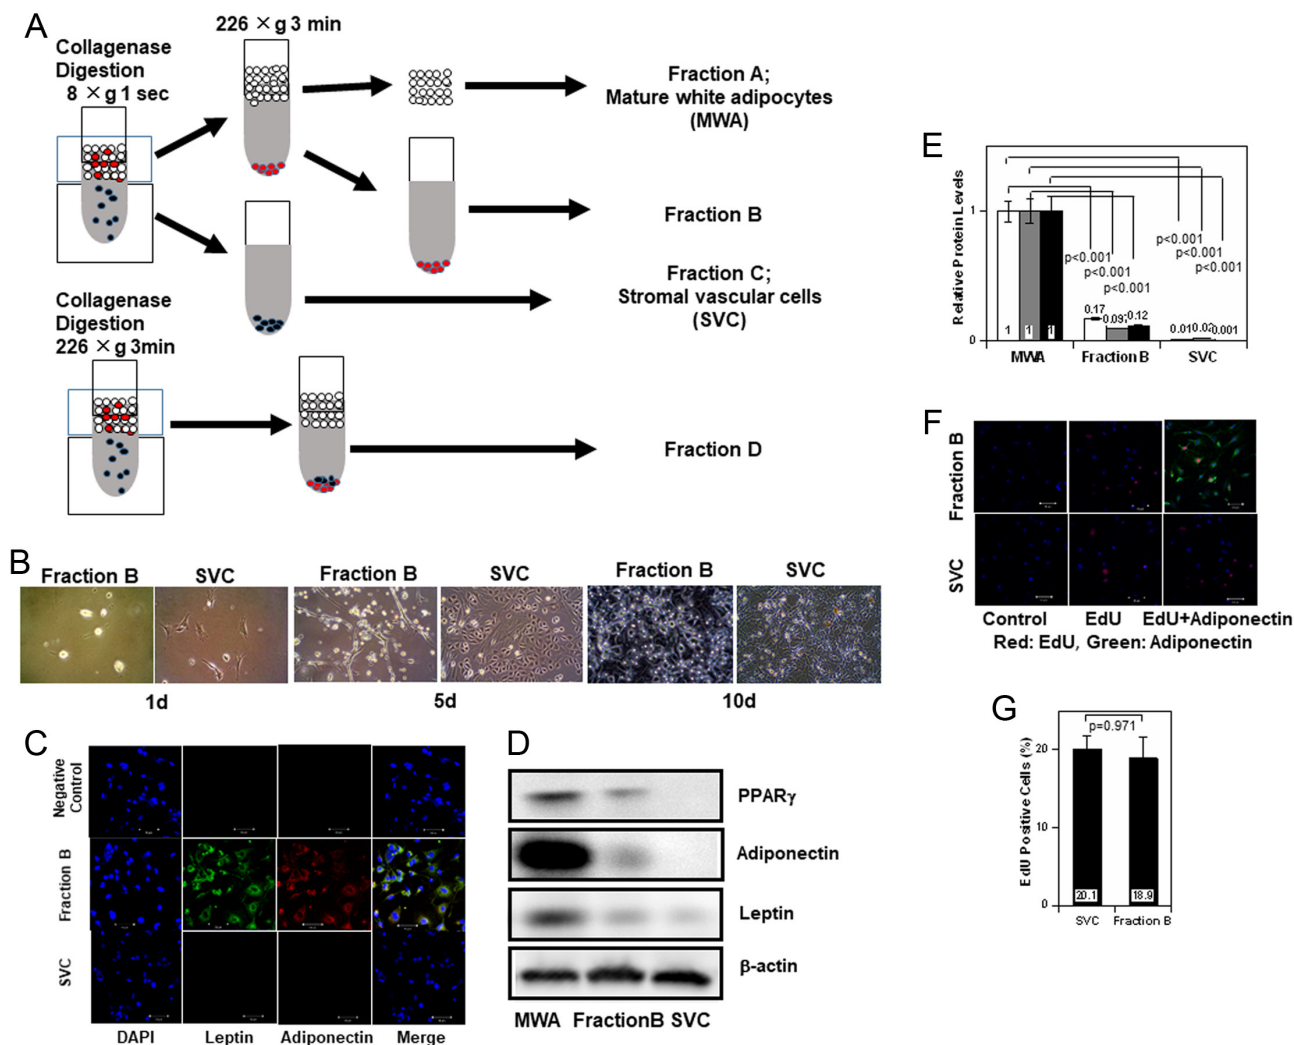 A
Collagenase
Digestion
8 × g 1 sec
226 × g 3 min
Fraction A;
Mature white adipocytes
(MWA)
Fraction B
Fraction C;
Stromal vascular cells
(SVC)
Collagenase
Digestion
226 × g 3min
Fraction D
B
Fraction B SVC Fraction B SVC Fraction B SVC
1d 5d 10d
C
Negative
Control
Fraction B
SVC
DAPI Leptin Adiponectin Merge
D
PPARγ
Adiponectin
Leptin
β-actin
MWA FractionB SVC
E
Relative Protein Levels
1
0
p<0.001
p<0.001
p<0.001
p<0.001
p<0.001
p<0.001
1 1 1
0.17 0.097 0.12
0.01 0.02 0.001
MWA Fraction B SVC
F
Fraction B
SVC
Control EdU EdU+Adiponectin
Red: EdU, Green: Adiponectin
G
EdU Positive Cells (%)
20
10
0
p=0.971
20.1 18.9
SVC Fraction B